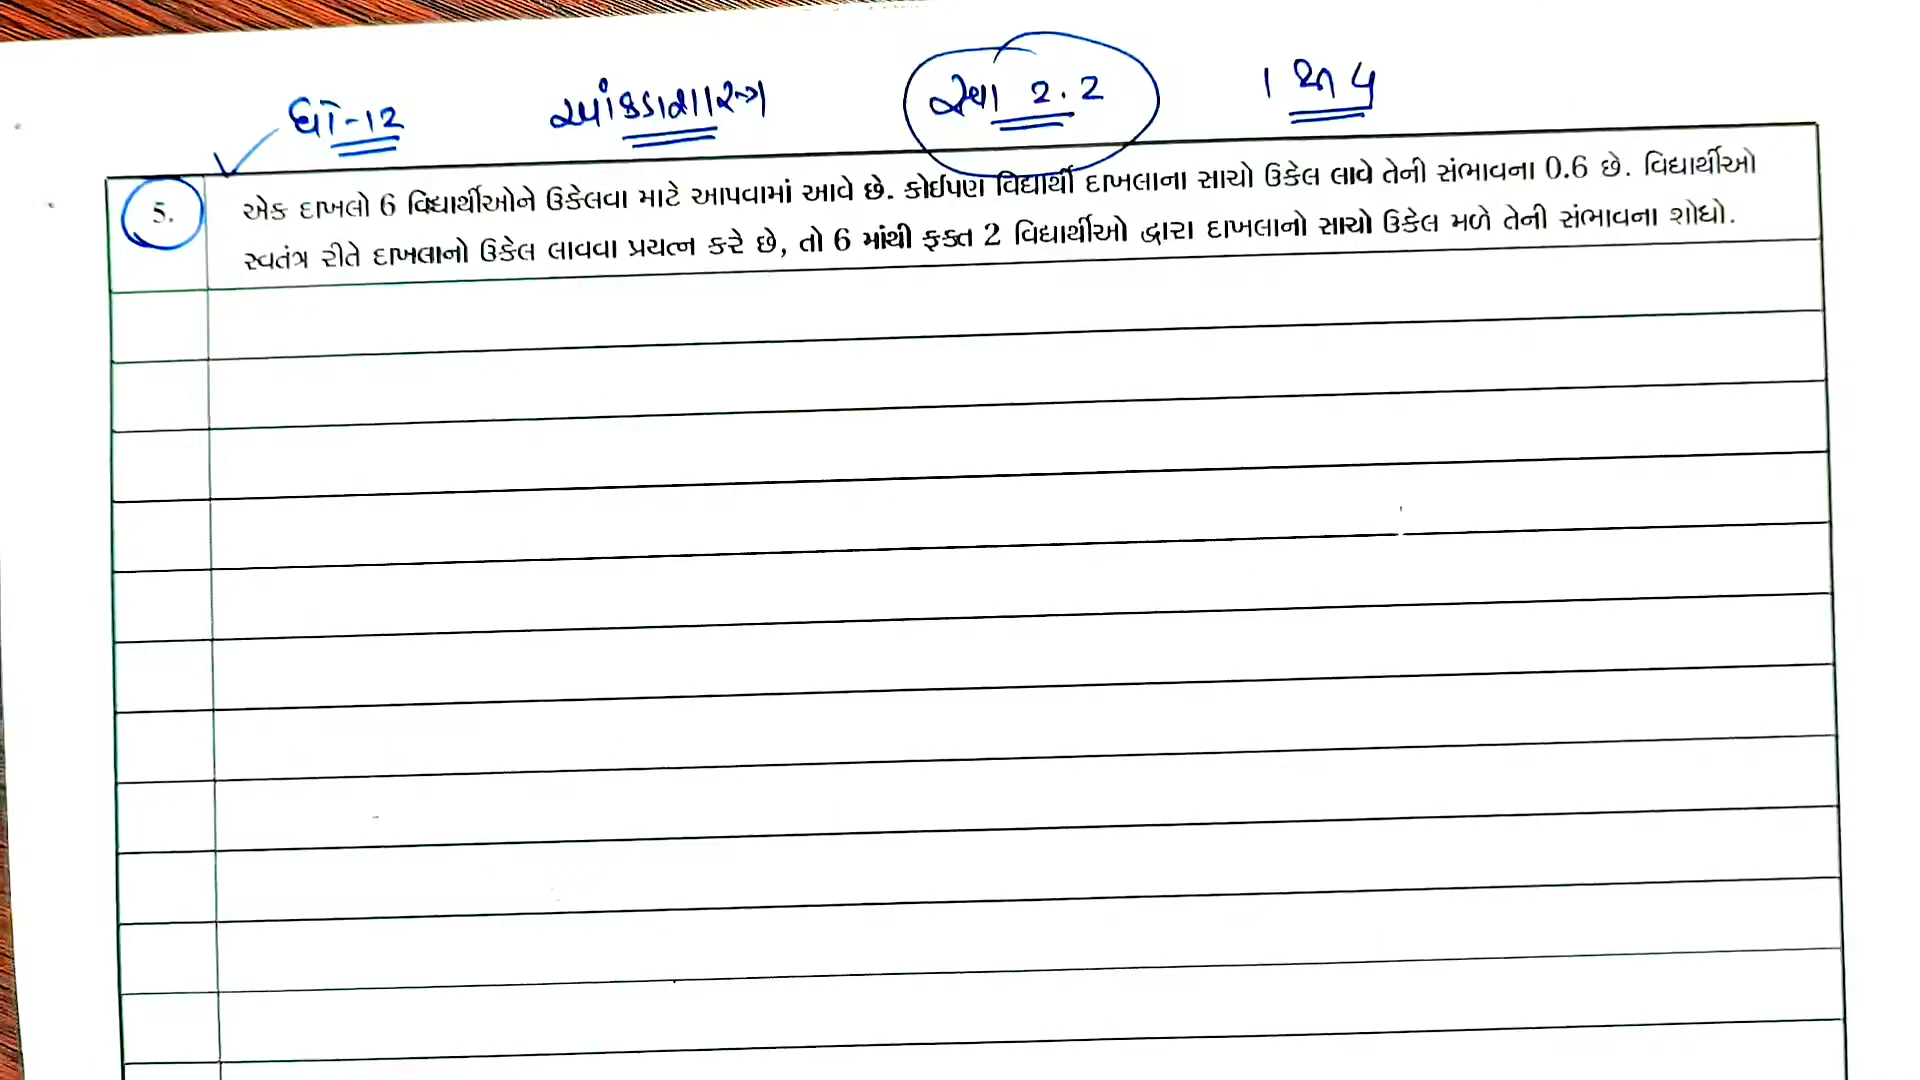 ધો-12 આંકડાશાસ્ત્ર સ્વા 2.2 1 થી 5
5. એક દાખલો 6 વિદ્યાર્થીઓને ઉકેલવા માટે આપવામાં આવે છે. કોઈપણ વિદ્યાર્થી દાખલાના સાચો ઉકેલ લાવે તેની સંભાવના 0.6 છે. વિદ્યાર્થીઓ
સ્વતંત્ર રીતે દાખલાનો ઉકેલ લાવવા પ્રયત્ન કરે છે, તો 6 માંથી ફક્ત 2 વિદ્યાર્થીઓ દ્વારા દાખલાનો સાચો ઉકેલ મળે તેની સંભાવના શોધો.